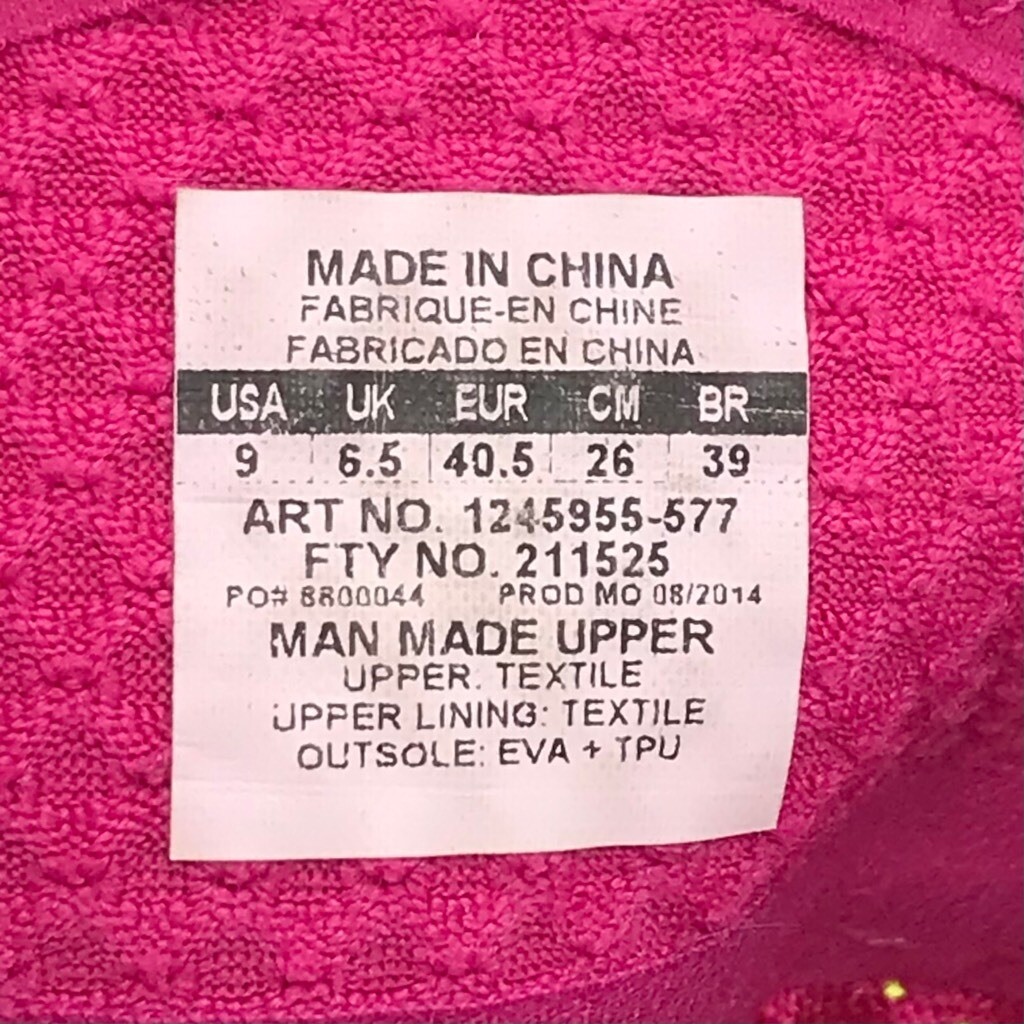 MADE IN CHINA
FABRIQUE-EN CHINE
FABRICADO EN CHINA
USA UK EUR CM BR
9 6.5 40.5 26 39
ART NO. 1245955-577
FTY NO. 211525
PO# 8800044 PROD MO 08/2014
MAN MADE UPPER
UPPER: TEXTILE
UPPER LINING: TEXTILE
OUTSOLE: EVA + TPU